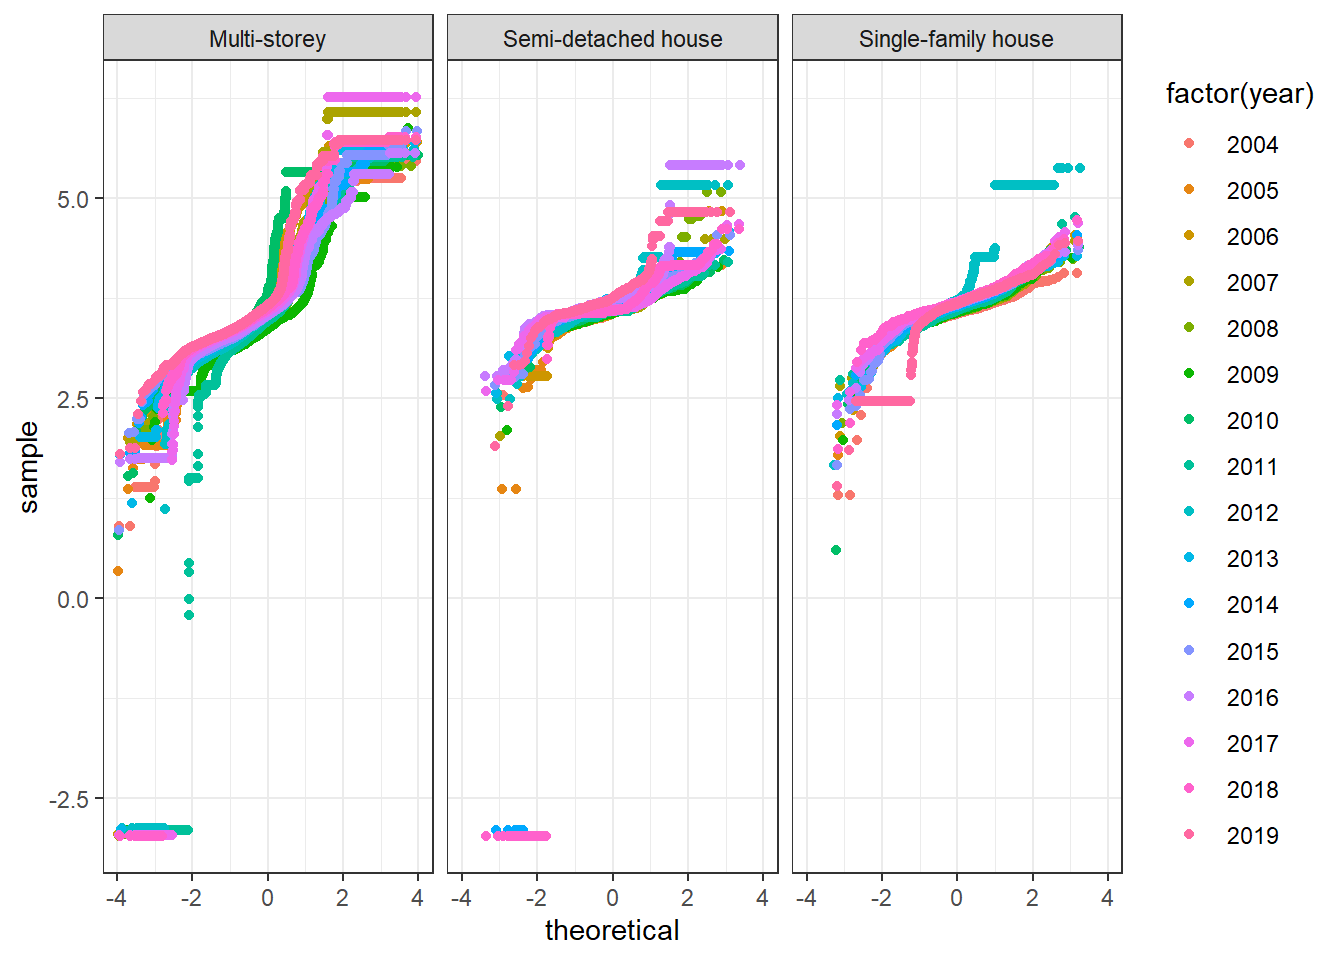 Multi-storey
Semi-detached house
Single-family house
factor(year)
2004
2005
2006
2007
2008
2009
2010
2011
2012
2013
2014
2015
2016
2017
2018
2019
sample
5.0
2.5
0.0
-2.5
-4 -2 0 2 4
-4 -2 0 2 4
-4 -2 0 2 4
theoretical